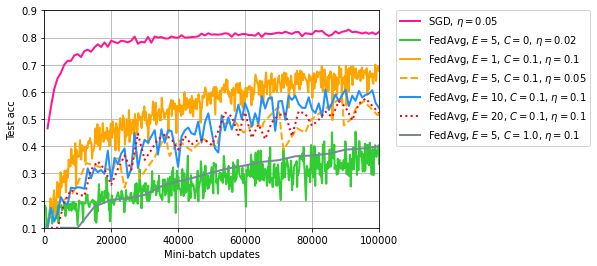 0.9
0.8
0.7
0.6
0.5
0.4
0.3
0.2
0.1
Test acc
0 20000 40000 60000 80000 100000
Mini-batch updates
SGD, η = 0.05
FedAvg, E = 5, C = 0, η = 0.02
FedAvg, E = 1, C = 0.1, η = 0.1
FedAvg, E = 5, C = 0.1, η = 0.05
FedAvg, E = 10, C = 0.1, η = 0.1
FedAvg, E = 20, C = 0.1, η = 0.1
FedAvg, E = 5, C = 1.0, η = 0.1